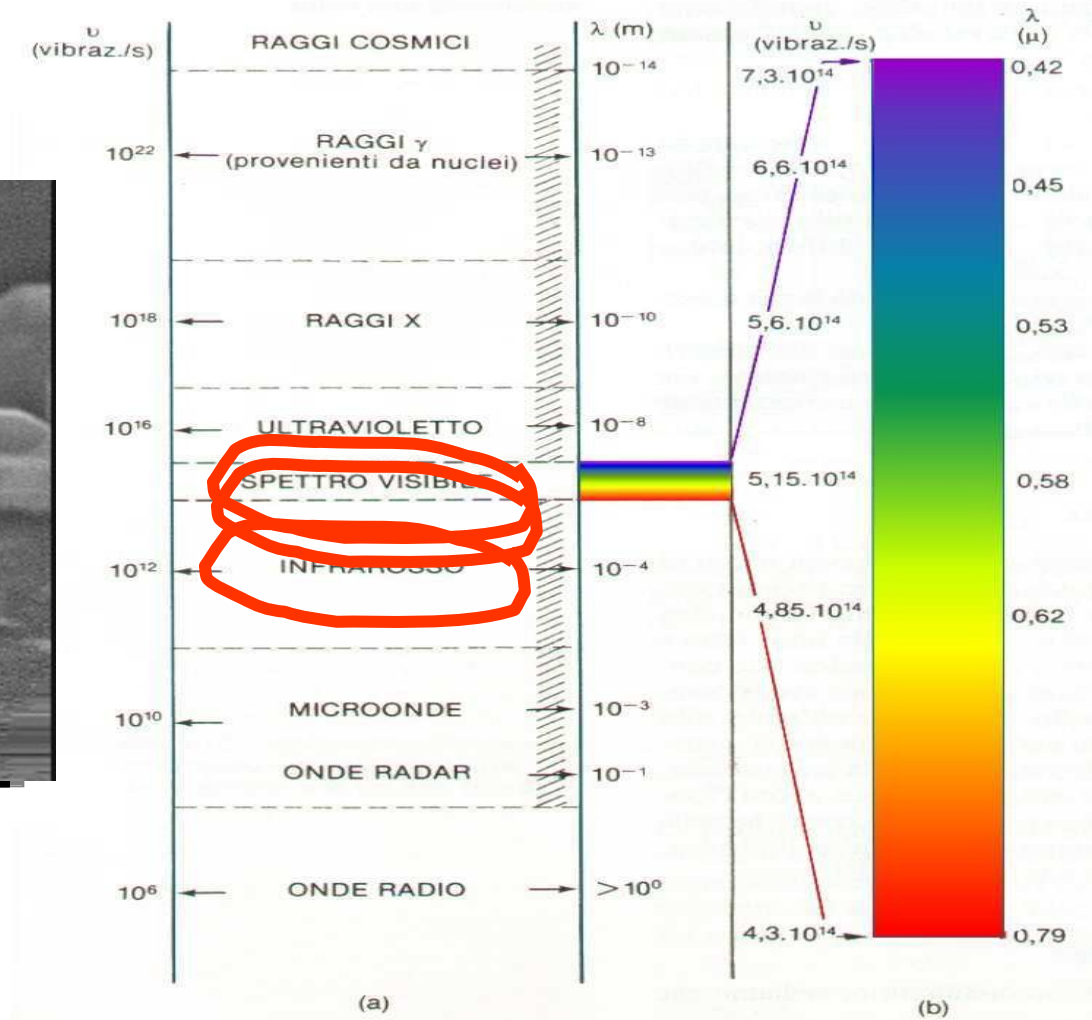 υ
(vibraz./s)
RAGGI COSMICI
λ (m)
10⁻¹⁴
10²²
RAGGI γ
(provenienti da nuclei)
10⁻¹³
10¹⁸
RAGGI X
10⁻¹⁰
10¹⁶
ULTRAVIOLETTO
10⁻⁸
SPETTRO VISIBILE
10¹²
INFRAROSSO
10⁻⁴
10¹⁰
MICROONDE
10⁻³
ONDE RADAR
10⁻¹
10⁶
ONDE RADIO
>10⁰
(a)
υ
(vibraz./s)
λ
(μ)
7,3.10¹⁴
0,42
6,6.10¹⁴
0,45
5,6.10¹⁴
0,53
5,15.10¹⁴
0,58
4,85.10¹⁴
0,62
4,3.10¹⁴
0,79
(b)